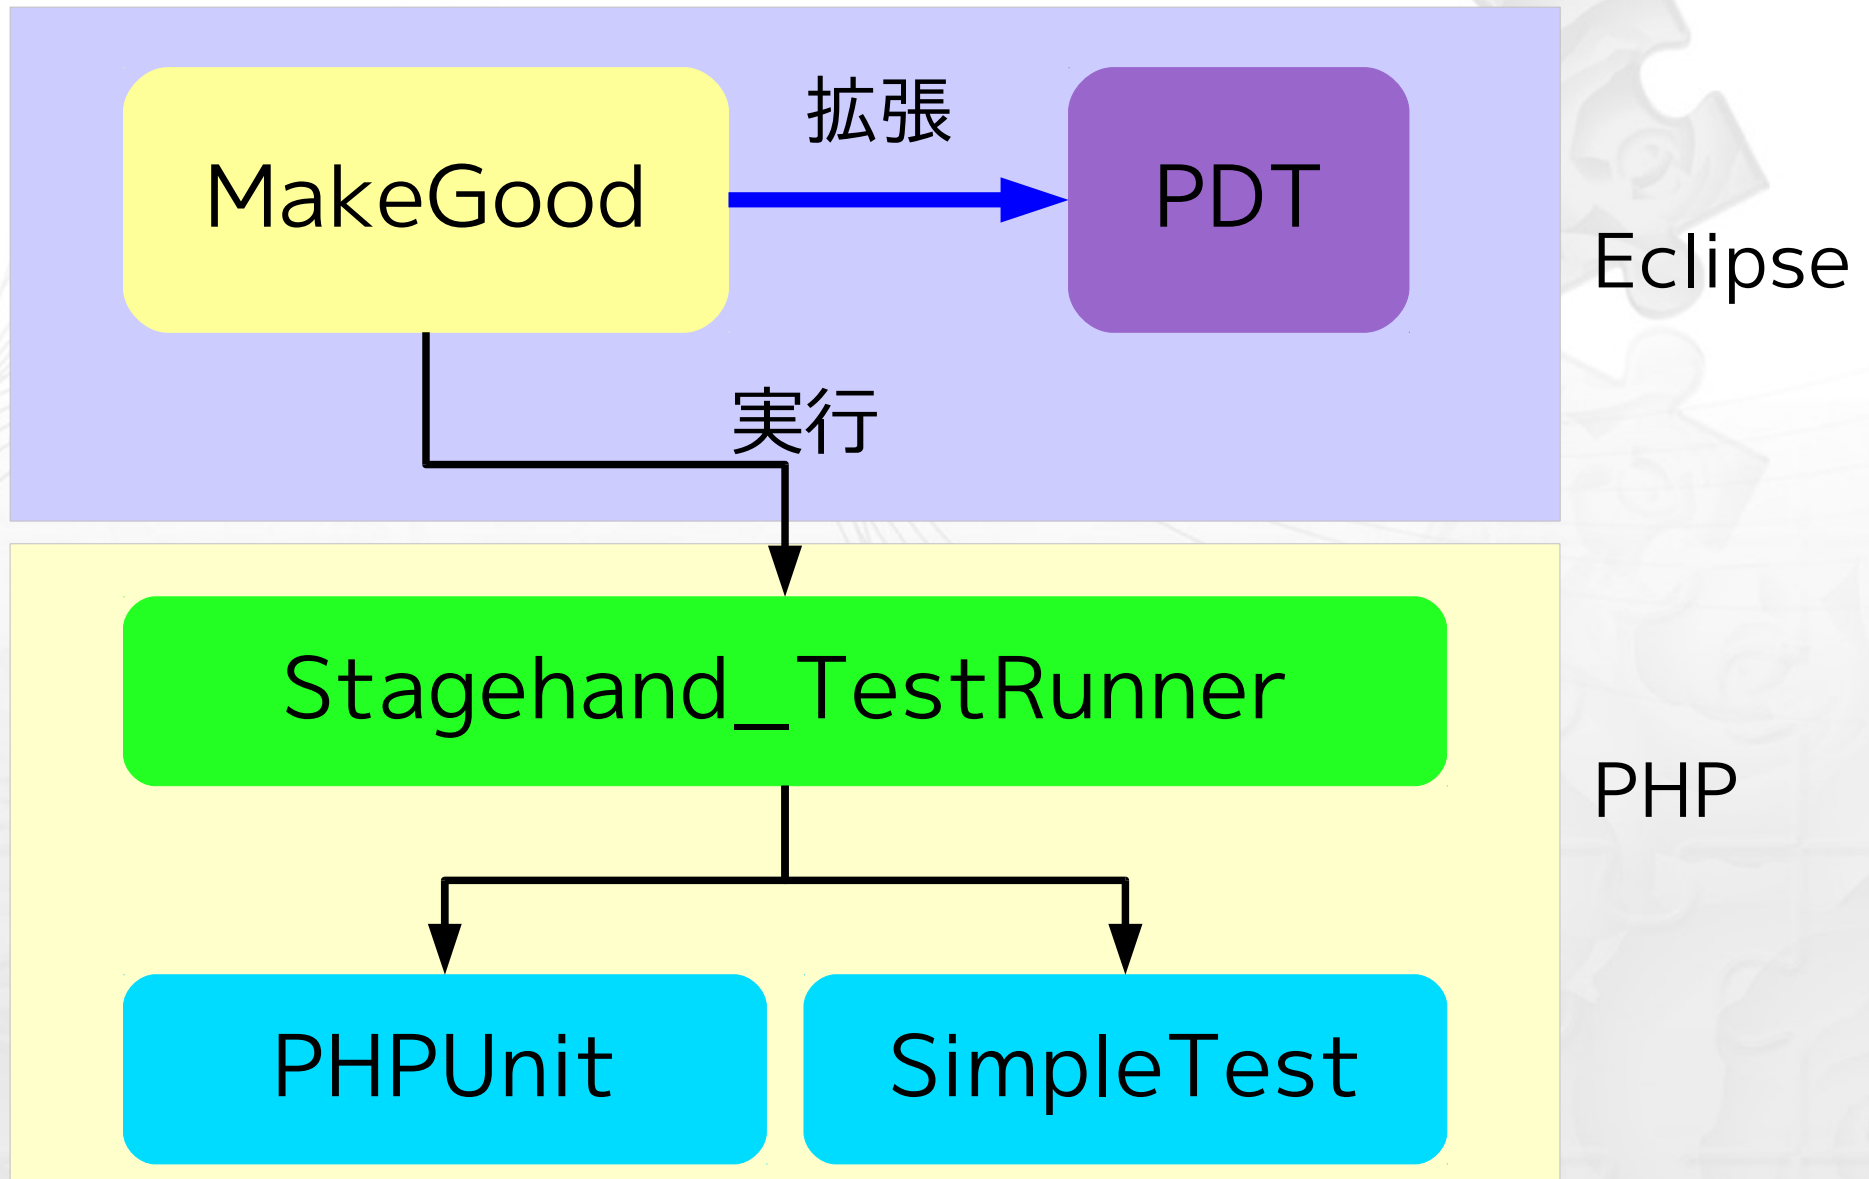 拡張
MakeGood
PDT
Eclipse
実行
Stagehand_TestRunner
PHP
PHPUnit
SimpleTest